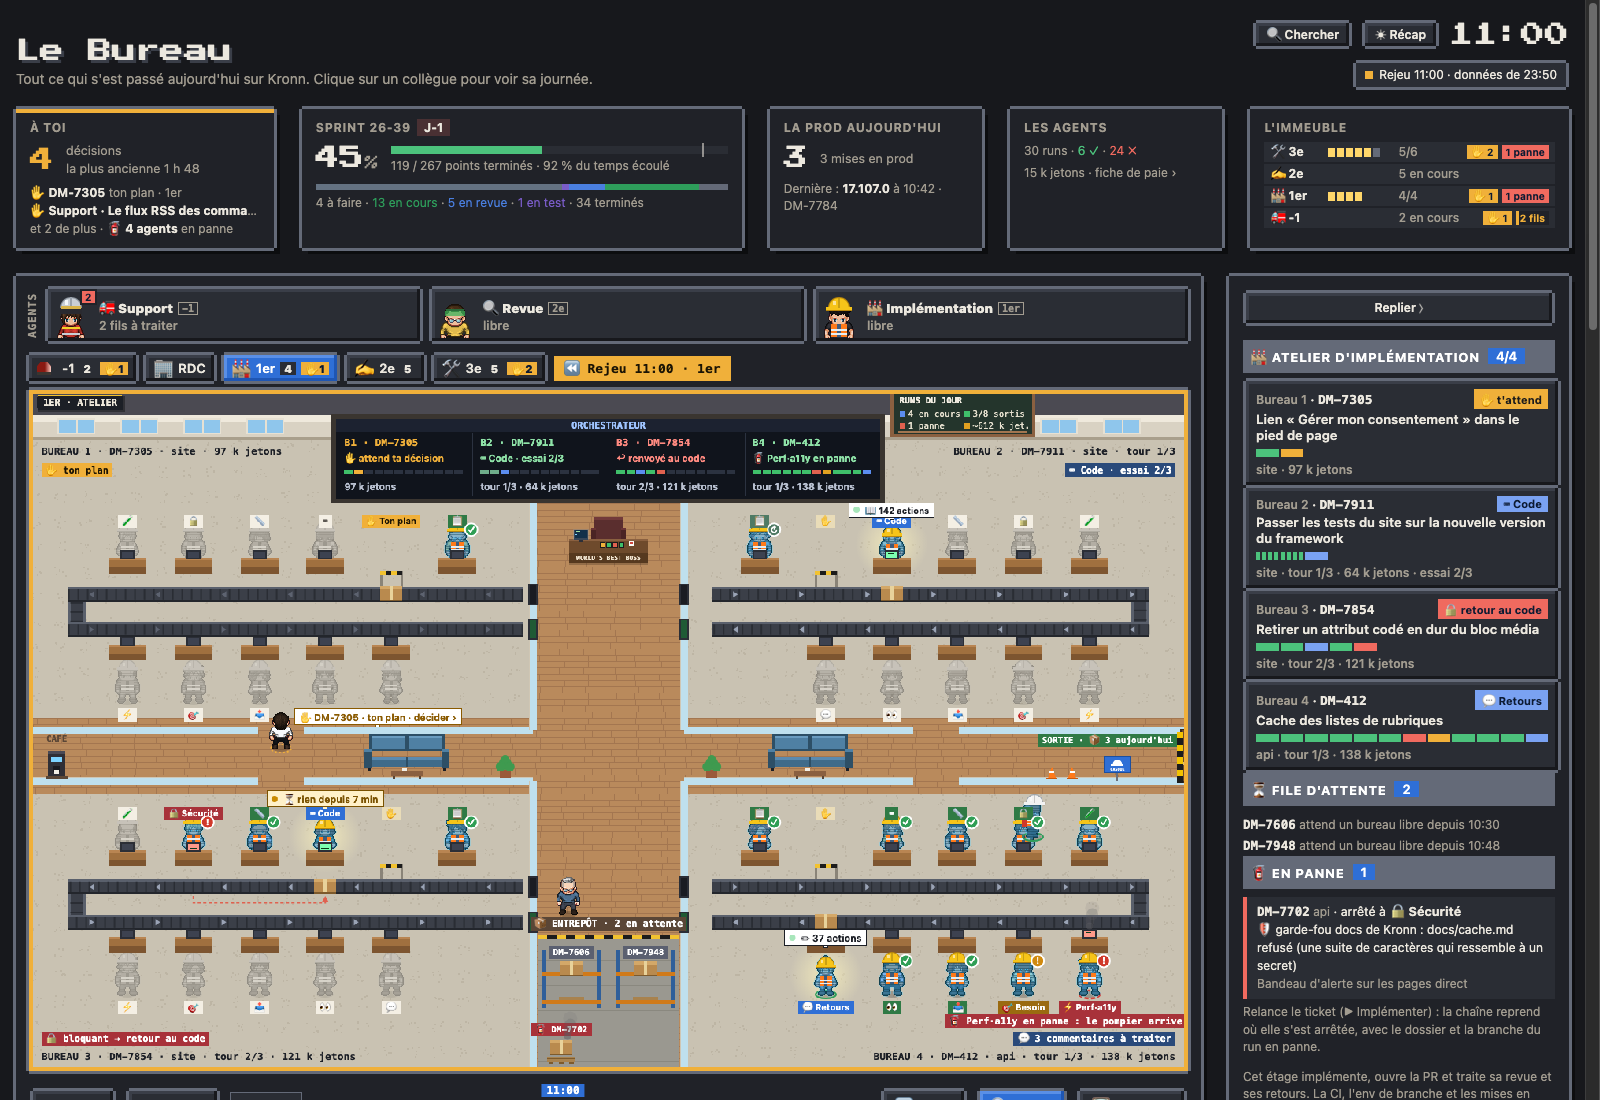 Le Bureau
Tout ce qui s'est passé aujourd'hui sur Kronn. Clique sur un collègue pour voir sa journée.
Chercher
Récap
11:00
Rejeu 11:00 · données de 23:50
À TOI
4
décisions
la plus ancienne 1 h 48
DM-7305 ton plan · 1er
Support · Le flux RSS des comma…
et 2 de plus · 4 agents en panne
SPRINT 26-39 J-1
45%
119 / 267 points terminés · 92 % du temps écoulé
4 à faire · 13 en cours · 5 en revue · 1 en test · 34 terminés
LA PROD AUJOURD'HUI
3 3 mises en prod
Dernière : 17.107.0 à 10:42 ·
DM-7784
LES AGENTS
30 runs · 6 ✓ · 24 ✕
15 k jetons · fiche de paie ›
L'IMMEUBLE
3e 5/6 2 1 panne
2e 5 en cours
1er 4/4 1 1 panne
-1 2 en cours 1 2 fils
AGENTS
2
Support -1
2 fils à traiter
Revue 2e
libre
Implémentation 1er
libre
-1 2 1
RDC
1er 4 1
2e 5
3e 5 2
Rejeu 11:00 · 1er
1ER · ATELIER
RUNS DU JOUR
4 en cours 3/8 sortis
1 panne ~612 k jet.
ORCHESTRATEUR
B1 · DM-7305
attend ta décision
97 k jetons
B2 · DM-7911
Code · essai 2/3
tour 1/3 · 64 k jetons
B3 · DM-7854
renvoyé au code
tour 2/3 · 121 k jetons
B4 · DM-412
Perf-a11y en panne
tour 1/3 · 138 k jetons
BUREAU 1 · DM-7305 · site · 97 k jetons
ton plan
BUREAU 2 · DM-7911 · site · tour 1/3
Code · essai 2/3
142 actions
Ton plan
Code
WORLD'S BEST BOSS
DM-7305 · ton plan · décider ›
CAFÉ
SORTIE · 3 aujourd'hui
rien depuis 7 min
Sécurité
Code
ENTREPÔT · 2 en attente
DM-7606
DM-7948
DM-7702
37 actions
Retours
Besoin
Perf-a11y
Perf-a11y en panne : le pompier arrive
bloquant → retour au code
3 commentaires à traiter
BUREAU 3 · DM-7854 · site · tour 2/3 · 121 k jetons
BUREAU 4 · DM-412 · api · tour 1/3 · 138 k jetons
11:00
Replier ›
ATELIER D'IMPLÉMENTATION 4/4
Bureau 1 · DM-7305 t'attend
Lien « Gérer mon consentement » dans le
pied de page
site · 97 k jetons
Bureau 2 · DM-7911 Code
Passer les tests du site sur la nouvelle version
du framework
site · tour 1/3 · 64 k jetons · essai 2/3
Bureau 3 · DM-7854 retour au code
Retirer un attribut codé en dur du bloc média
site · tour 2/3 · 121 k jetons
Bureau 4 · DM-412 Retours
Cache des listes de rubriques
api · tour 1/3 · 138 k jetons
FILE D'ATTENTE 2
DM-7606 attend un bureau libre depuis 10:30
DM-7948 attend un bureau libre depuis 10:48
EN PANNE 1
DM-7702 api · arrêté à Sécurité
garde-fou docs de Kronn : docs/cache.md
refusé (une suite de caractères qui ressemble à un
secret)
Bandeau d'alerte sur les pages direct
Relance le ticket (▶ Implémenter) : la chaîne reprend
où elle s'est arrêtée, avec le dossier et la branche du
run en panne.
Cet étage implémente, ouvre la PR et traite sa revue et
ses retours. La CI, l'env de branche et les mises en